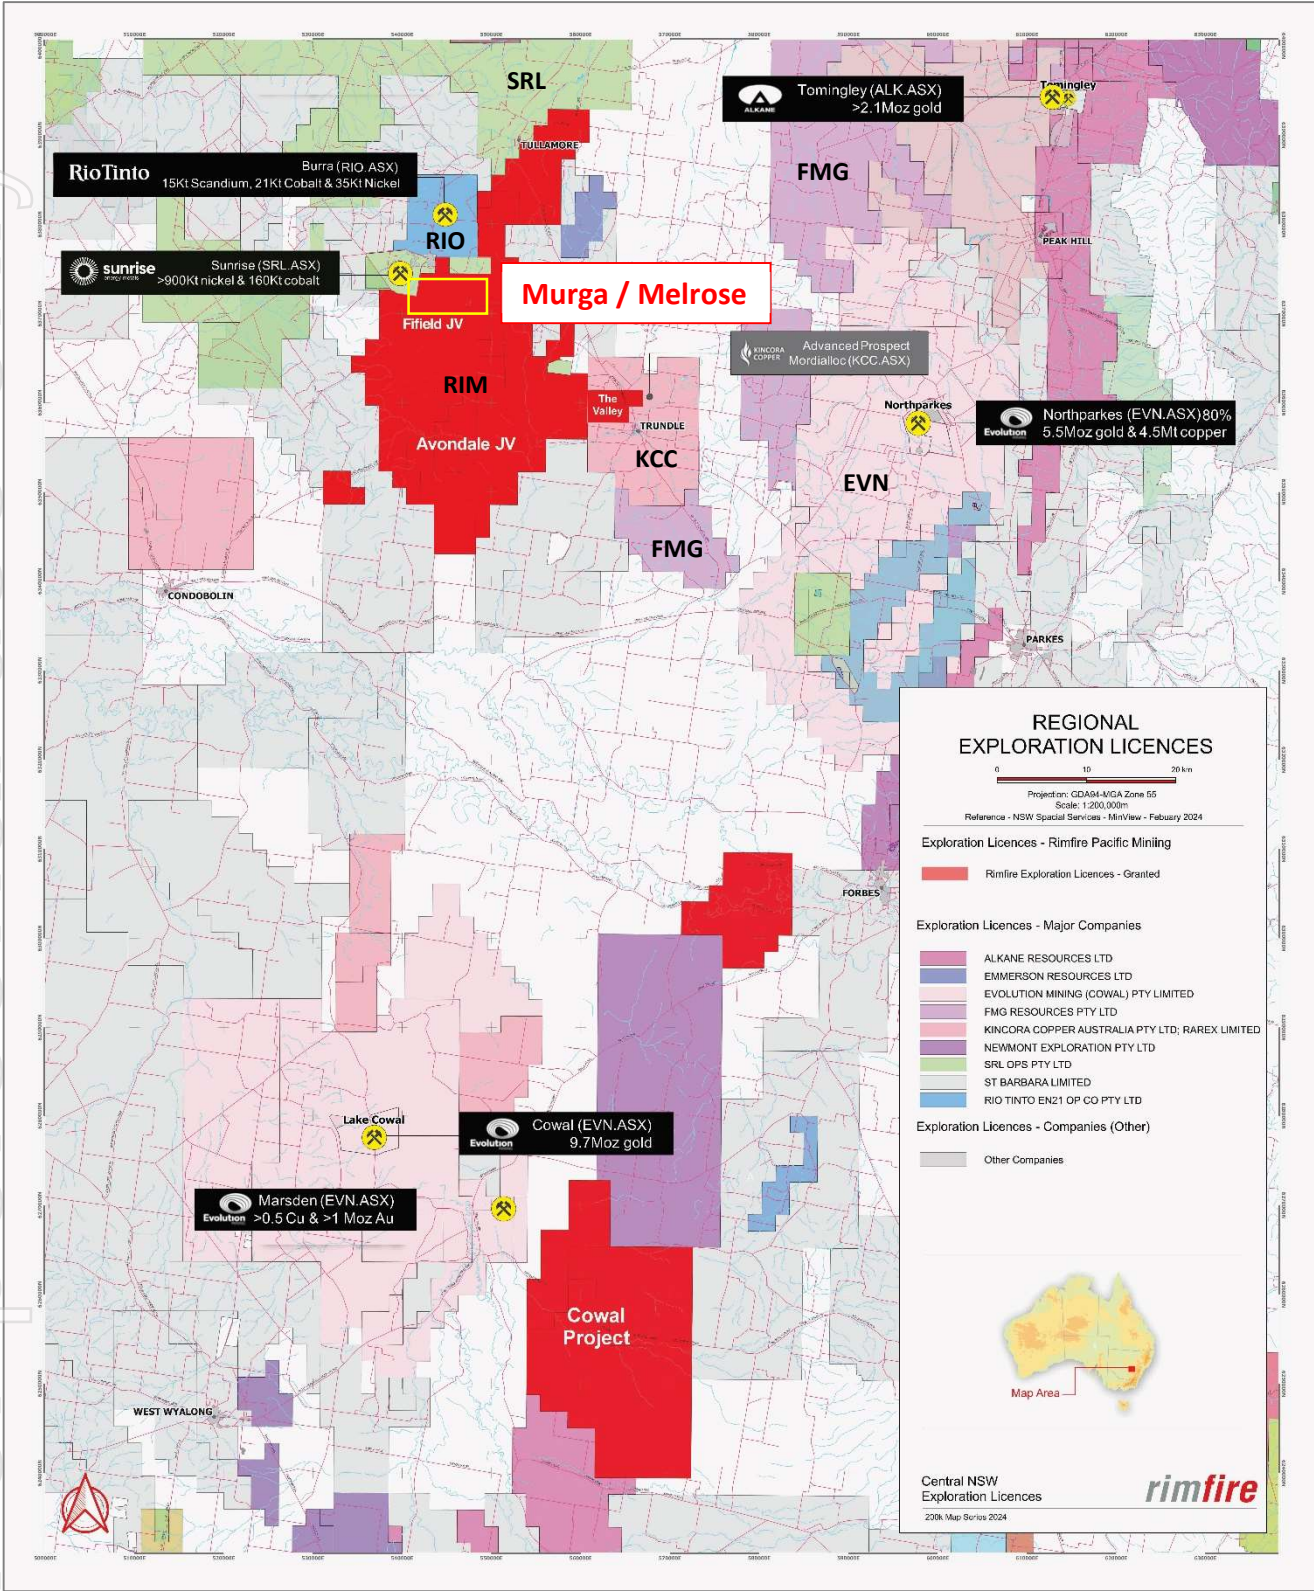 SRL
TULLAMORE
ALKANE
Tomingley (ALK.ASX)
>2.1Moz gold
Tomingley
FMG
RioTinto
Burra (RIO.ASX)
15Kt Scandium, 21Kt Cobalt & 35Kt Nickel
RIO
PEAK HILL
sunrise
energy metals
Sunrise (SRL.ASX)
>900Kt nickel & 160Kt cobalt
Murga / Melrose
Fifield JV
KINCORA
COPPER
Advanced Prospect
Mordialloc (KCC.ASX)
RIM
The
Valley
TRUNDLE
Northparkes
Evolution
Northparkes (EVN.ASX) 80%
5.5Moz gold & 4.5Mt copper
Avondale JV
KCC
EVN
FMG
CONDOBOLIN
PARKES
REGIONAL
EXPLORATION LICENCES
0 10 20 km
Projection: GDA94-MGA Zone 55
Scale: 1:200,000m
Reference - NSW Spacial Services - MinView - Febuary 2024
Exploration Licences - Rimfire Pacific Miniing
Rimfire Exploration Licences - Granted
FORBES
Exploration Licences - Major Companies
ALKANE RESOURCES LTD
EMMERSON RESOURCES LTD
EVOLUTION MINING (COWAL) PTY LIMITED
FMG RESOURCES PTY LTD
KINCORA COPPER AUSTRALIA PTY LTD; RAREX LIMITED
NEWMONT EXPLORATION PTY LTD
SRL OPS PTY LTD
ST BARBARA LIMITED
RIO TINTO EN21 OP CO PTY LTD
Exploration Licences - Companies (Other)
Other Companies
Lake Cowal
Evolution
Cowal (EVN.ASX)
9.7Moz gold
Evolution
Marsden (EVN.ASX)
>0.5 Cu & >1 Moz Au
Cowal
Project
Map Area
WEST WYALONG
Central NSW
Exploration Licences
200k Map Series 2024
rimfire